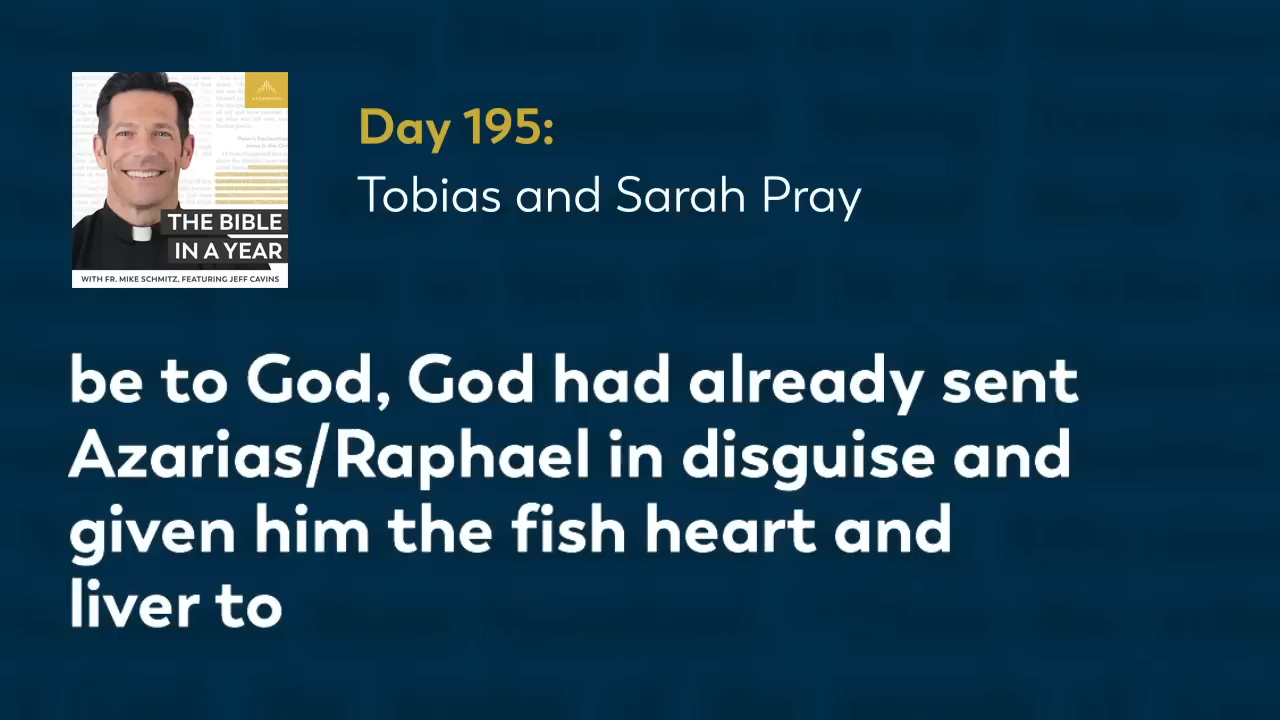 Day 195:
Tobias and Sarah Pray
THE BIBLE
IN A YEAR
WITH FR. MIKE SCHMITZ, FEATURING JEFF CAVINS
be to God, God had already sent
Azarias/Raphael in disguise and
given him the fish heart and
liver to